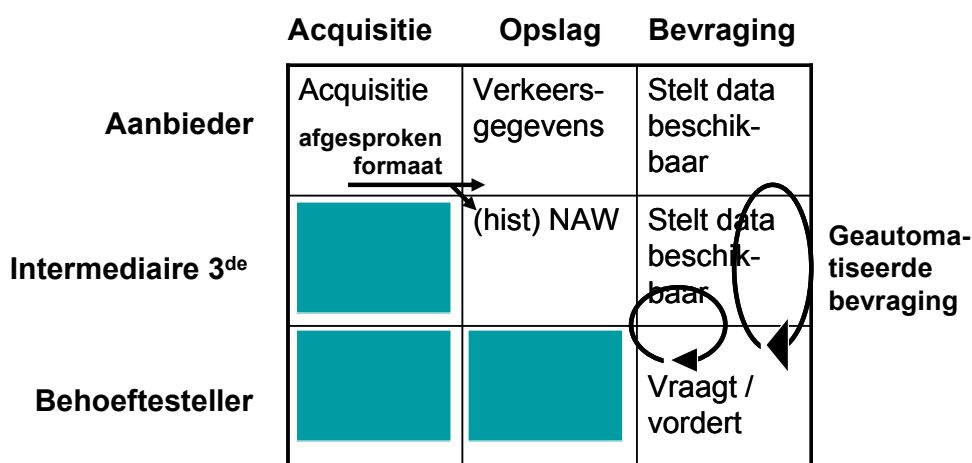 Acquisitie Opslag Bevraging
Aanbieder
Acquisitie
afgesproken
formaat
Verkeers-
gegevens
Stelt data
beschik-
baar
Intermediaire 3de
(hist) NAW
Stelt data
beschik-
baar
Geautoma-
tiseerde
bevraging
Behoeftesteller
Vraagt /
vordert